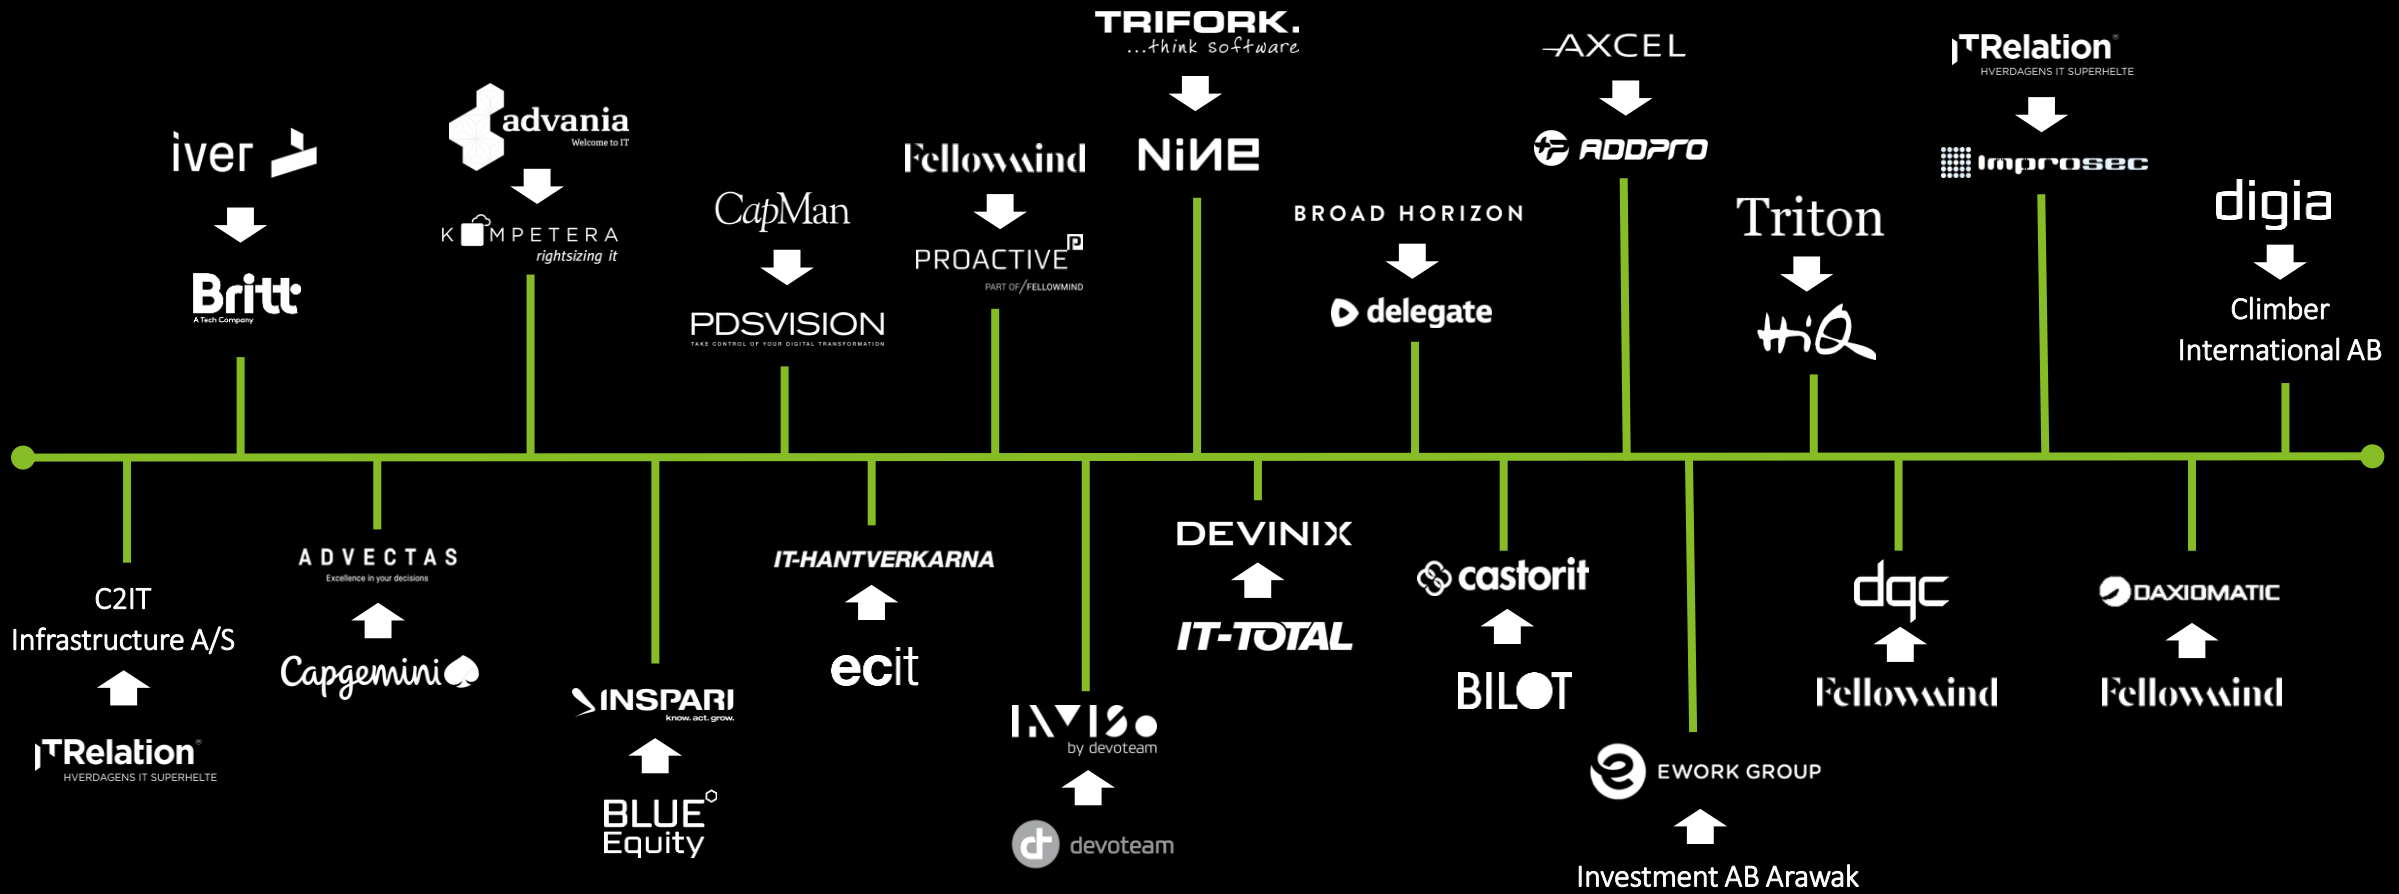 TRIFORK.
...think software
NINE
AXCEL
ADDPRO
ITRelation
HVERDAGENS IT SUPERHELTE
Improsec
iver
Britt
A Tech Company
advania
Welcome to IT
KOMPETERA
rightsizing it
CapMan
PDSVISION
TAKE CONTROL OF YOUR DIGITAL TRANSFORMATION
Fellowmind
PROACTIVE
PART OF/FELLOWMIND
BROAD HORIZON
delegate
Triton
HiQ
digia
Climber
International AB
C2IT
Infrastructure A/S
ITRelation
HVERDAGENS IT SUPERHELTE
ADVECTAS
Excellence in your decisions
Capgemini
INSPARI
know. act. grow.
BLUE
Equity
IT-HANTVERKARNA
ecit
INVISO
by devoteam
dt devoteam
DEVINIX
IT-TOTAL
castorit
BILOT
EWORK GROUP
Investment AB Arawak
dgc
Fellowmind
DAXIOMATIC
Fellowmind